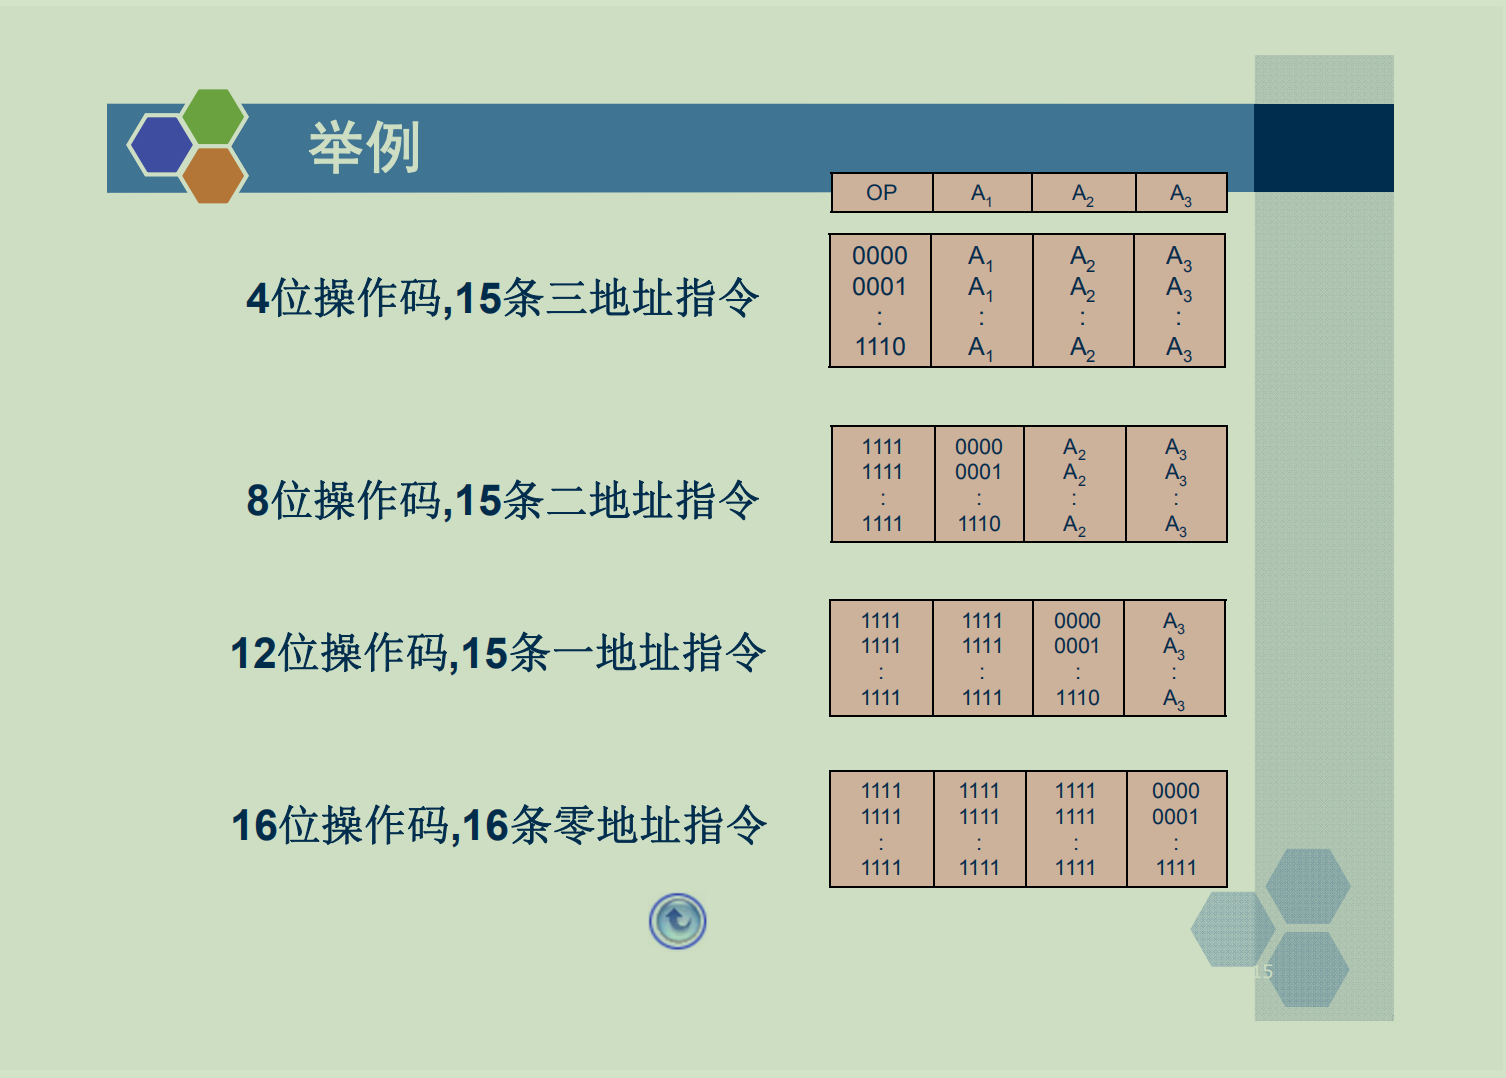 举例
OP A1 A2 A3
4位操作码,15条三地址指令
0000 A1 A2 A3
0001 A1 A2 A3
: : : :
1110 A1 A2 A3
8位操作码,15条二地址指令
1111 0000 A2 A3
1111 0001 A2 A3
: : : :
1111 1110 A2 A3
12位操作码,15条一地址指令
1111 1111 0000 A3
1111 1111 0001 A3
: : : :
1111 1111 1110 A3
16位操作码,16条零地址指令
1111 1111 1111 0000
1111 1111 1111 0001
: : : :
1111 1111 1111 1111
15